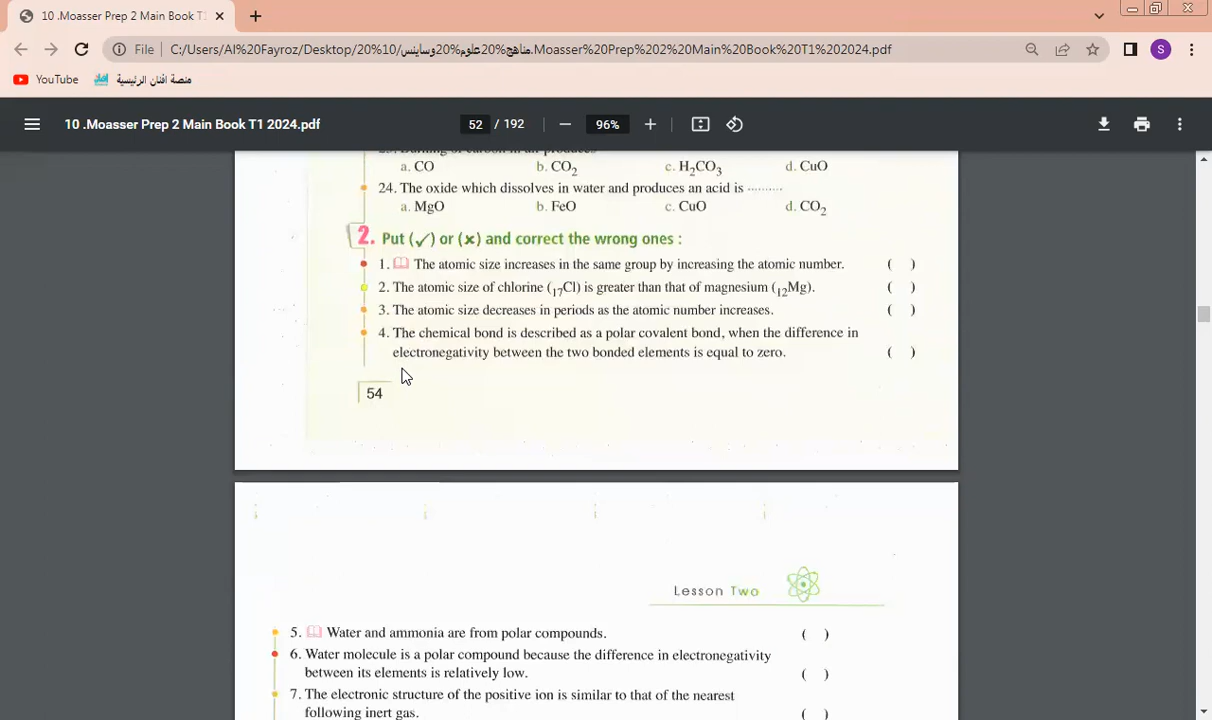 10 .Moasser Prep 2 Main Book T1
File
C:/Users/Al%20Fayroz/Desktop/20%10/مناهج%20علوم%20وساينس.Moasser%20Prep%202%20Main%20Book%20T1%202024.pdf
S
YouTube
منصة افنان الرئيسية
10 .Moasser Prep 2 Main Book T1 2024.pdf
52 / 192
96%
a. CO b. CO₂ c. H₂CO₃ d. CuO
24. The oxide which dissolves in water and produces an acid is ·········
a. MgO b. FeO c. CuO d. CO₂
2. Put (✓) or (✗) and correct the wrong ones :
1. The atomic size increases in the same group by increasing the atomic number. ( )
2. The atomic size of chlorine (₁₇Cl) is greater than that of magnesium (₁₂Mg). ( )
3. The atomic size decreases in periods as the atomic number increases. ( )
4. The chemical bond is described as a polar covalent bond, when the difference in
electronegativity between the two bonded elements is equal to zero. ( )
54
Lesson Two
5. Water and ammonia are from polar compounds. ( )
6. Water molecule is a polar compound because the difference in electronegativity
between its elements is relatively low. ( )
7. The electronic structure of the positive ion is similar to that of the nearest
following inert gas. ( )